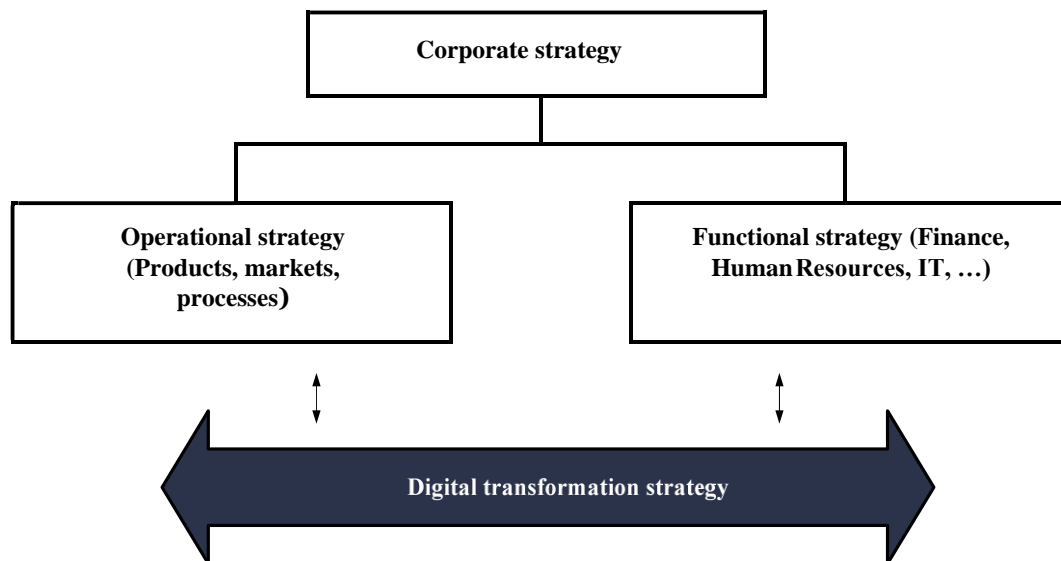 Corporate strategy
Operational strategy
(Products, markets,
processes)
Functional strategy (Finance,
Human Resources, IT, …)
Digital transformation strategy